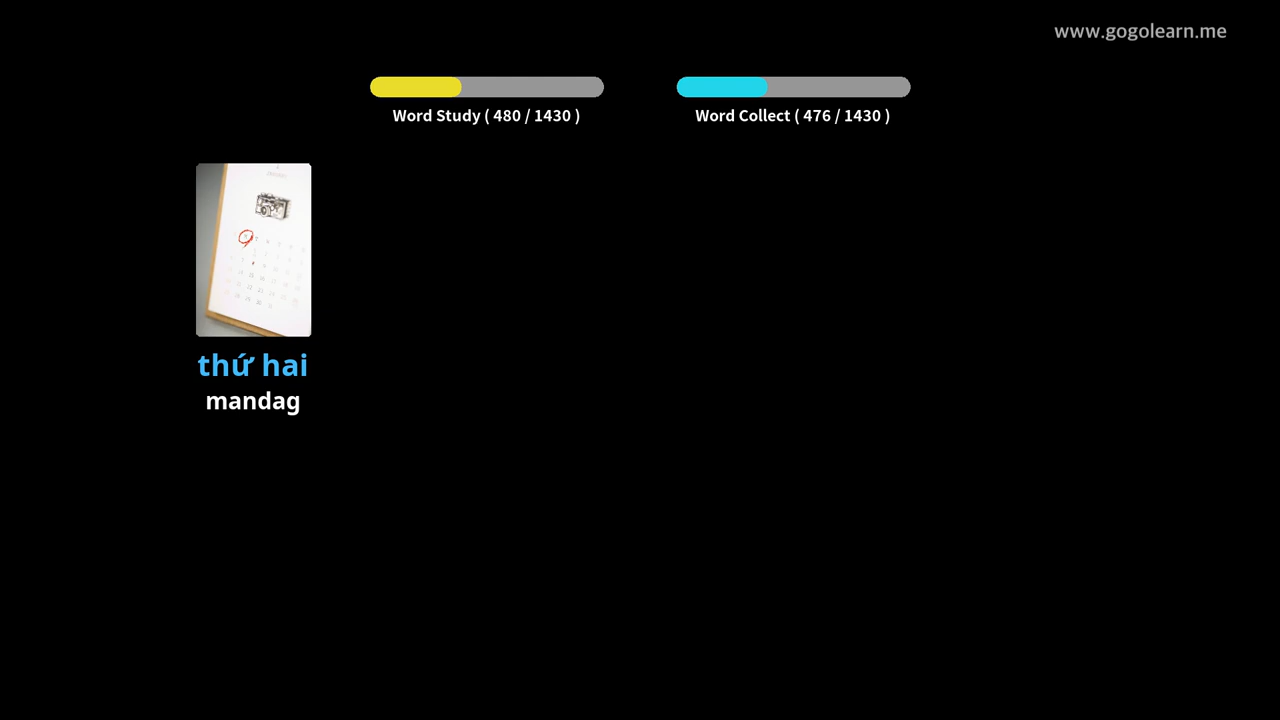 www.gogolearn.me
Word Study ( 480 / 1430 )
Word Collect ( 476 / 1430 )
thứ hai
mandag